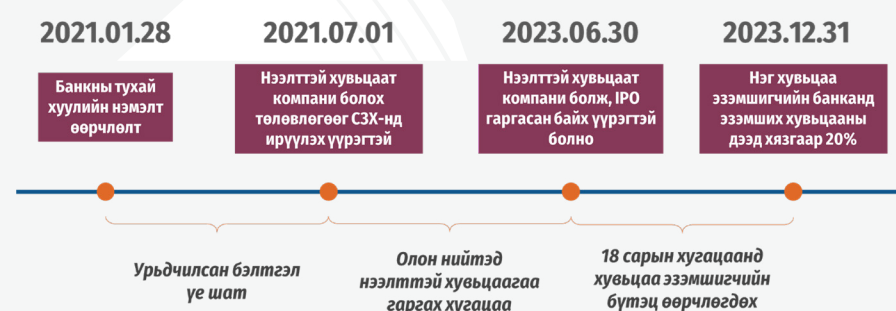 2021.01.28
2021.07.01
2023.06.30
2023.12.31
Банкны тухай
хуулийн нэмэлт
өөрчлөлт
Нээлттэй хувьцаат
компани болох
төлөвлөгөөг СЗХ-нд
ирүүлэх үүрэгтэй
Нээлттэй хувьцаат
компани болж, IPO
гаргасан байх үүрэгтэй
болно
Нэг хувьцаа
эзэмшигчийн банканд
эзэмших хувьцааны
дээд хязгаар 20%
Урьдчилсан бэлтгэл
үе шат
Олон нийтэд
нээлттэй хувьцаагаа
гаргах хугацаа
18 сарын хугацаанд
хувьцаа эзэмшигчийн
бүтэц өөрчлөгдөх